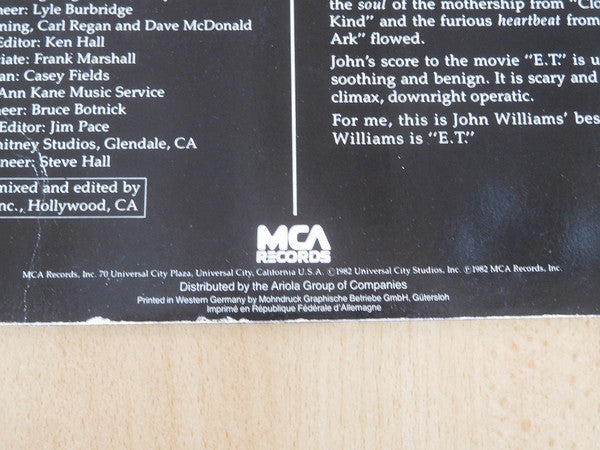 neer: Lyle Burbridge
ning, Carl Regan and Dave McDonald
Editor: Ken Hall
iate: Frank Marshall
an: Casey Fields
Ann Kane Music Service
neer: Bruce Botnick
Editor: Jim Pace
hitney Studios, Glendale, CA
neer: Steve Hall
mixed and edited by
nc., Hollywood, CA
the soul of the mothership from "Clo
Kind" and the furious heartbeat from
Ark" flowed.
John's score to the movie "E.T." is u
soothing and benign. It is scary and
climax, downright operatic.
For me, this is John Williams' bes
Williams is "E.T."
MCA
RECORDS
MCA Records, Inc. 70 Universal City Plaza, Universal City, California U.S.A. ©1982 Universal City Studios, Inc. ℗1982 MCA Records, Inc.
Distributed by the Ariola Group of Companies
Printed in Western Germany by Mohndruck Graphische Betriebe GmbH, Gütersloh
Imprimé en République Fédérale d'Allemagne